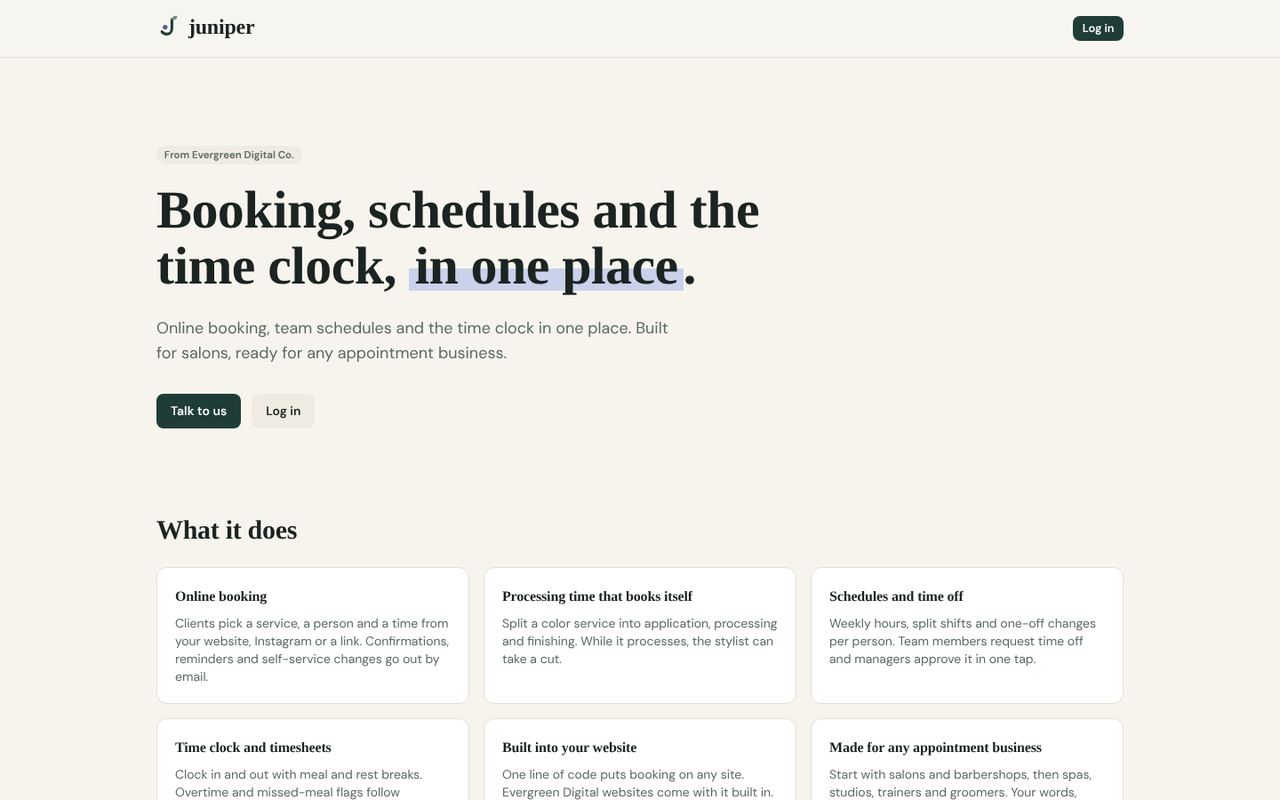 juniper
Log in
From Evergreen Digital Co.
Booking, schedules and the
time clock, in one place.
Online booking, team schedules and the time clock in one place. Built
for salons, ready for any appointment business.
Talk to us
Log in
What it does
Online booking
Clients pick a service, a person and a time from
your website, Instagram or a link. Confirmations,
reminders and self-service changes go out by
email.
Processing time that books itself
Split a color service into application, processing
and finishing. While it processes, the stylist can
take a cut.
Schedules and time off
Weekly hours, split shifts and one-off changes
per person. Team members request time off
and managers approve it in one tap.
Time clock and timesheets
Clock in and out with meal and rest breaks.
Overtime and missed-meal flags follow
Built into your website
One line of code puts booking on any site.
Evergreen Digital websites come with it built in.
Made for any appointment business
Start with salons and barbershops, then spas,
studios, trainers and groomers. Your words,